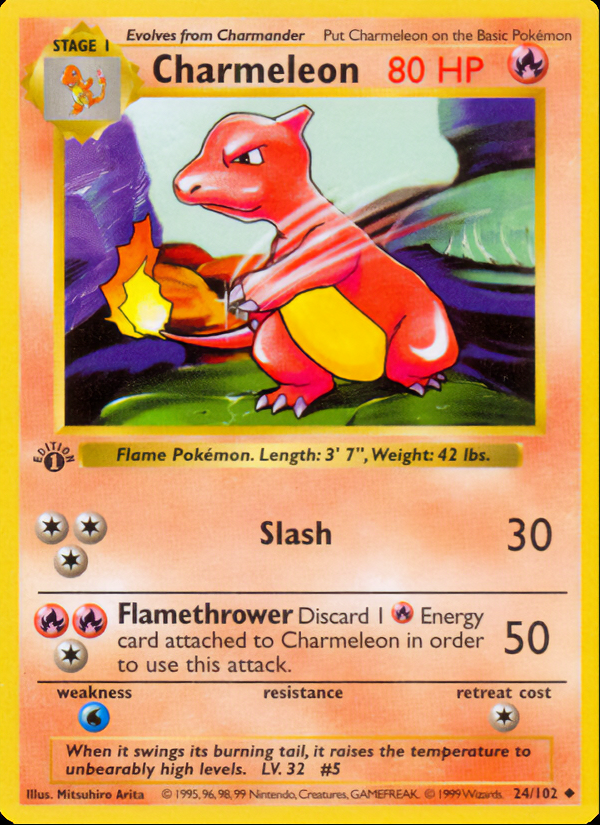 Evolves from Charmander Put Charmeleon on the Basic Pokémon
STAGE 1
Charmeleon 80 HP
EDITION
1
Flame Pokémon. Length: 3' 7", Weight: 42 lbs.
Slash 30
Flamethrower Discard 1 Energy
card attached to Charmeleon in order
to use this attack.
50
weakness resistance retreat cost
When it swings its burning tail, it raises the temperature to
unbearably high levels. LV. 32 #5
Illus. Mitsuhiro Arita © 1995, 96, 98, 99 Nintendo, Creatures, GAMEFREAK. © 1999 Wizards. 24/102